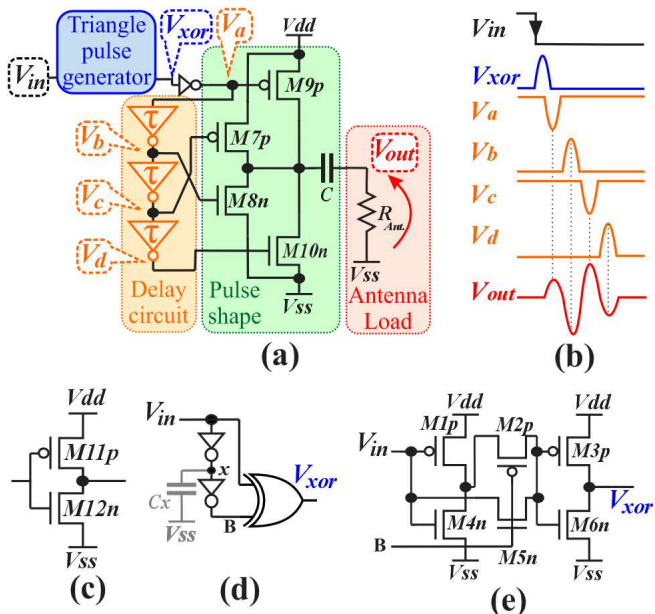 Triangle
pulse
generator
Vin
Vxor
Va
Vdd
M9p
τ
Vb
M7p
τ
Vc
M8n
C
Vout
R Ant.
τ
Vd
M10n
Vss
Vss
Delay
circuit
Pulse
shape
Antenna
Load
(a)
Vin
Vxor
Va
Vb
Vc
Vd
Vout
(b)
Vdd
M11p
M12n
Vss
(c)
Vin
x
Cx
Vss
B
Vxor
(d)
Vdd
Vdd
M1p
M2p
Vin
M3p
Vxor
M4n
M6n
B
M5n
Vss
Vss
(e)